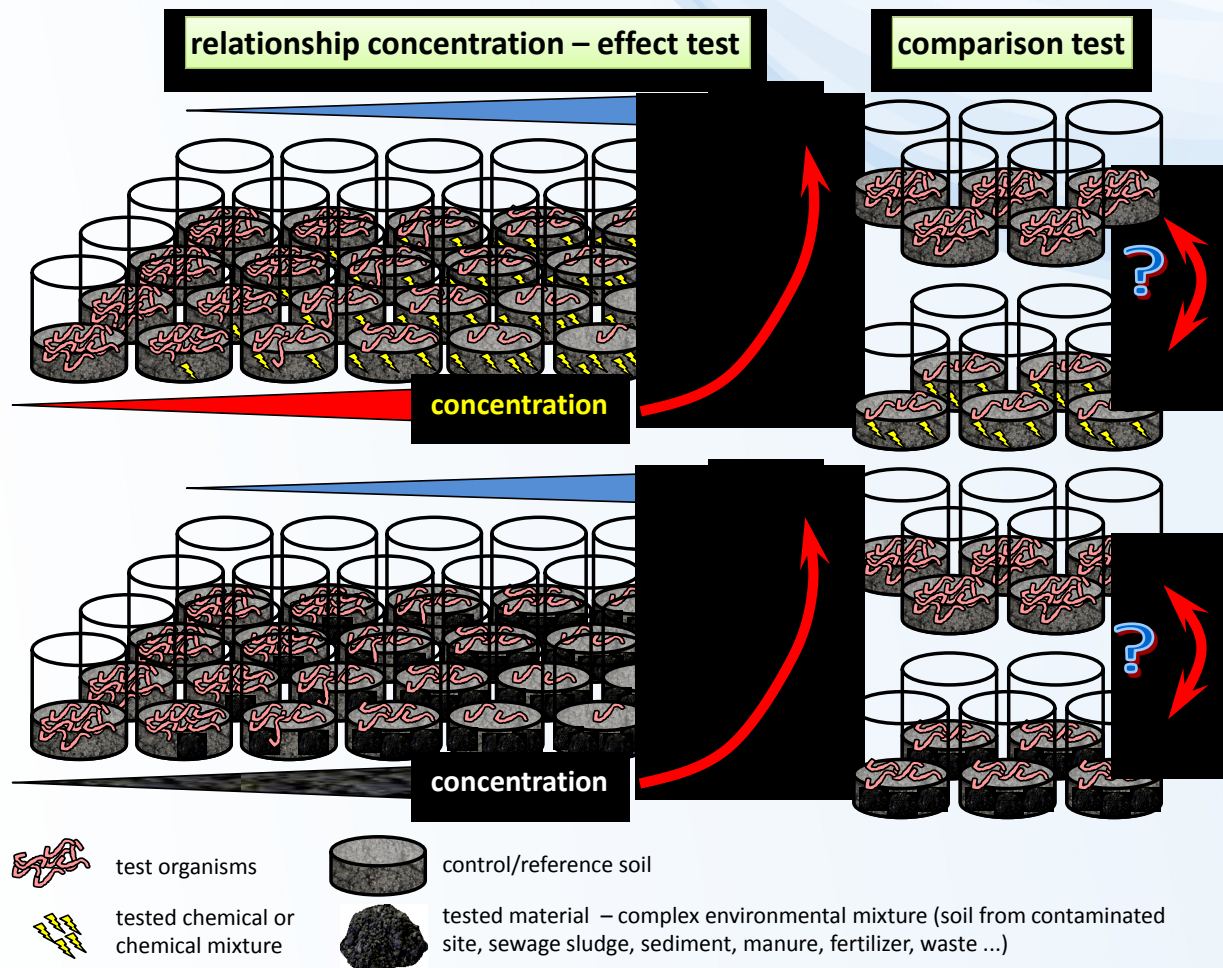 relationship concentration – effect test
comparison test
?
concentration
?
concentration
test organisms
control/reference soil
tested chemical or
chemical mixture
tested material – complex environmental mixture (soil from contaminated
site, sewage sludge, sediment, manure, fertilizer, waste ...)